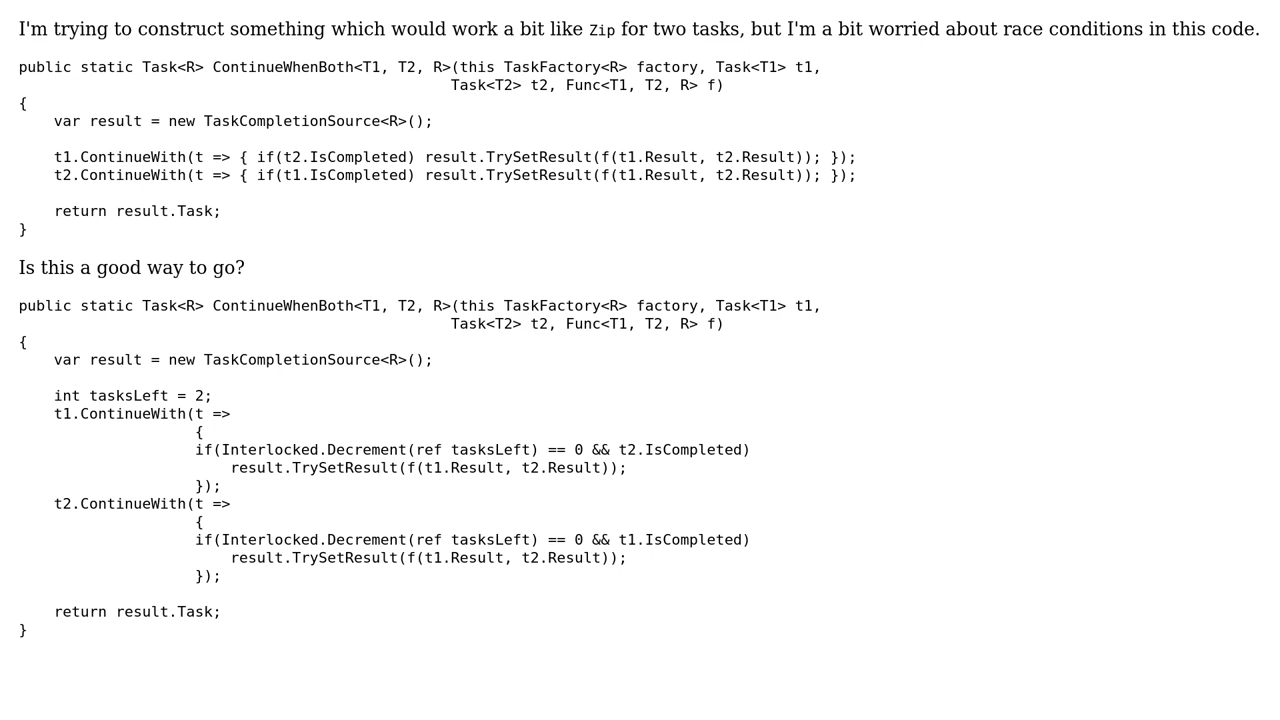 I'm trying to construct something which would work a bit like Zip for two tasks, but I'm a bit worried about race conditions in this code.
public static Task<R> ContinueWhenBoth<T1, T2, R>(this TaskFactory<R> factory, Task<T1> t1,
                                                 Task<T2> t2, Func<T1, T2, R> f)
{
    var result = new TaskCompletionSource<R>();

    t1.ContinueWith(t => { if(t2.IsCompleted) result.TrySetResult(f(t1.Result, t2.Result)); });
    t2.ContinueWith(t => { if(t1.IsCompleted) result.TrySetResult(f(t1.Result, t2.Result)); });

    return result.Task;
}
Is this a good way to go?
public static Task<R> ContinueWhenBoth<T1, T2, R>(this TaskFactory<R> factory, Task<T1> t1,
                                                 Task<T2> t2, Func<T1, T2, R> f)
{
    var result = new TaskCompletionSource<R>();

    int tasksLeft = 2;
    t1.ContinueWith(t =>
                    {
                    if(Interlocked.Decrement(ref tasksLeft) == 0 && t2.IsCompleted)
                        result.TrySetResult(f(t1.Result, t2.Result));
                    });
    t2.ContinueWith(t =>
                    {
                    if(Interlocked.Decrement(ref tasksLeft) == 0 && t1.IsCompleted)
                        result.TrySetResult(f(t1.Result, t2.Result));
                    });

    return result.Task;
}